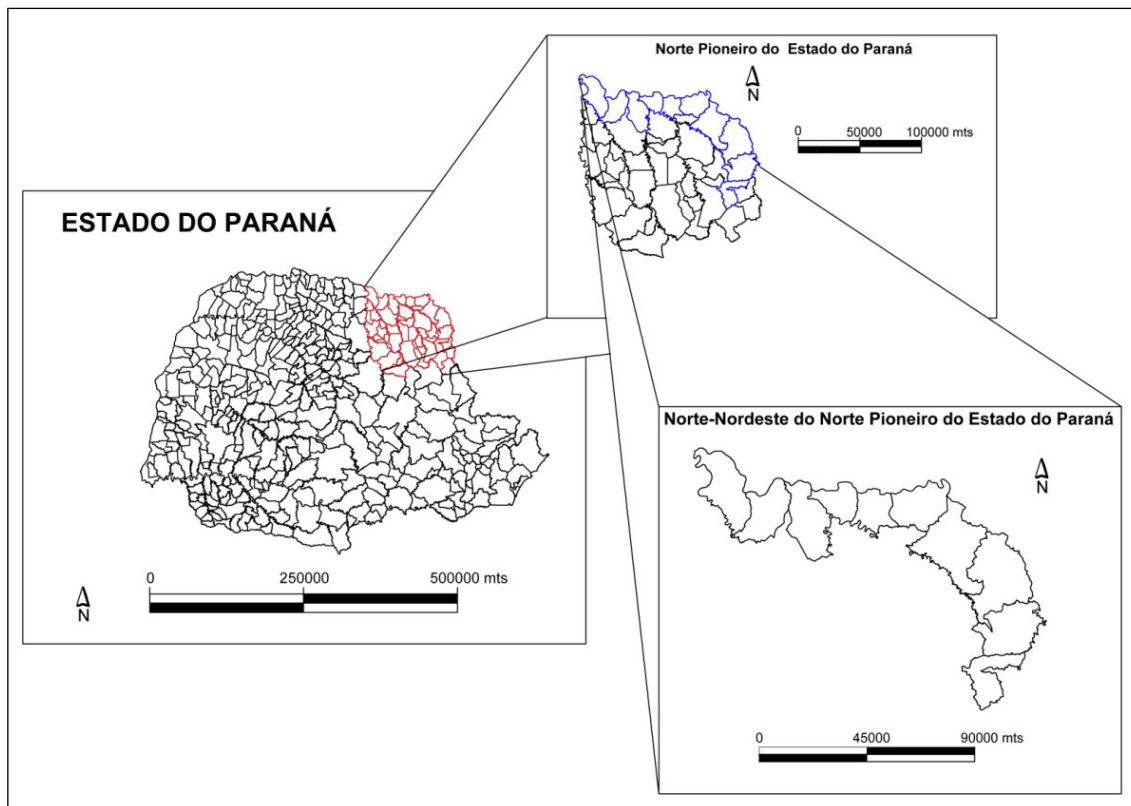 Norte Pioneiro do Estado do Paraná
N
0 50000 100000 mts
ESTADO DO PARANÁ
0 250000 500000 mts
N
Norte-Nordeste do Norte Pioneiro do Estado do Paraná
N
0 45000 90000 mts